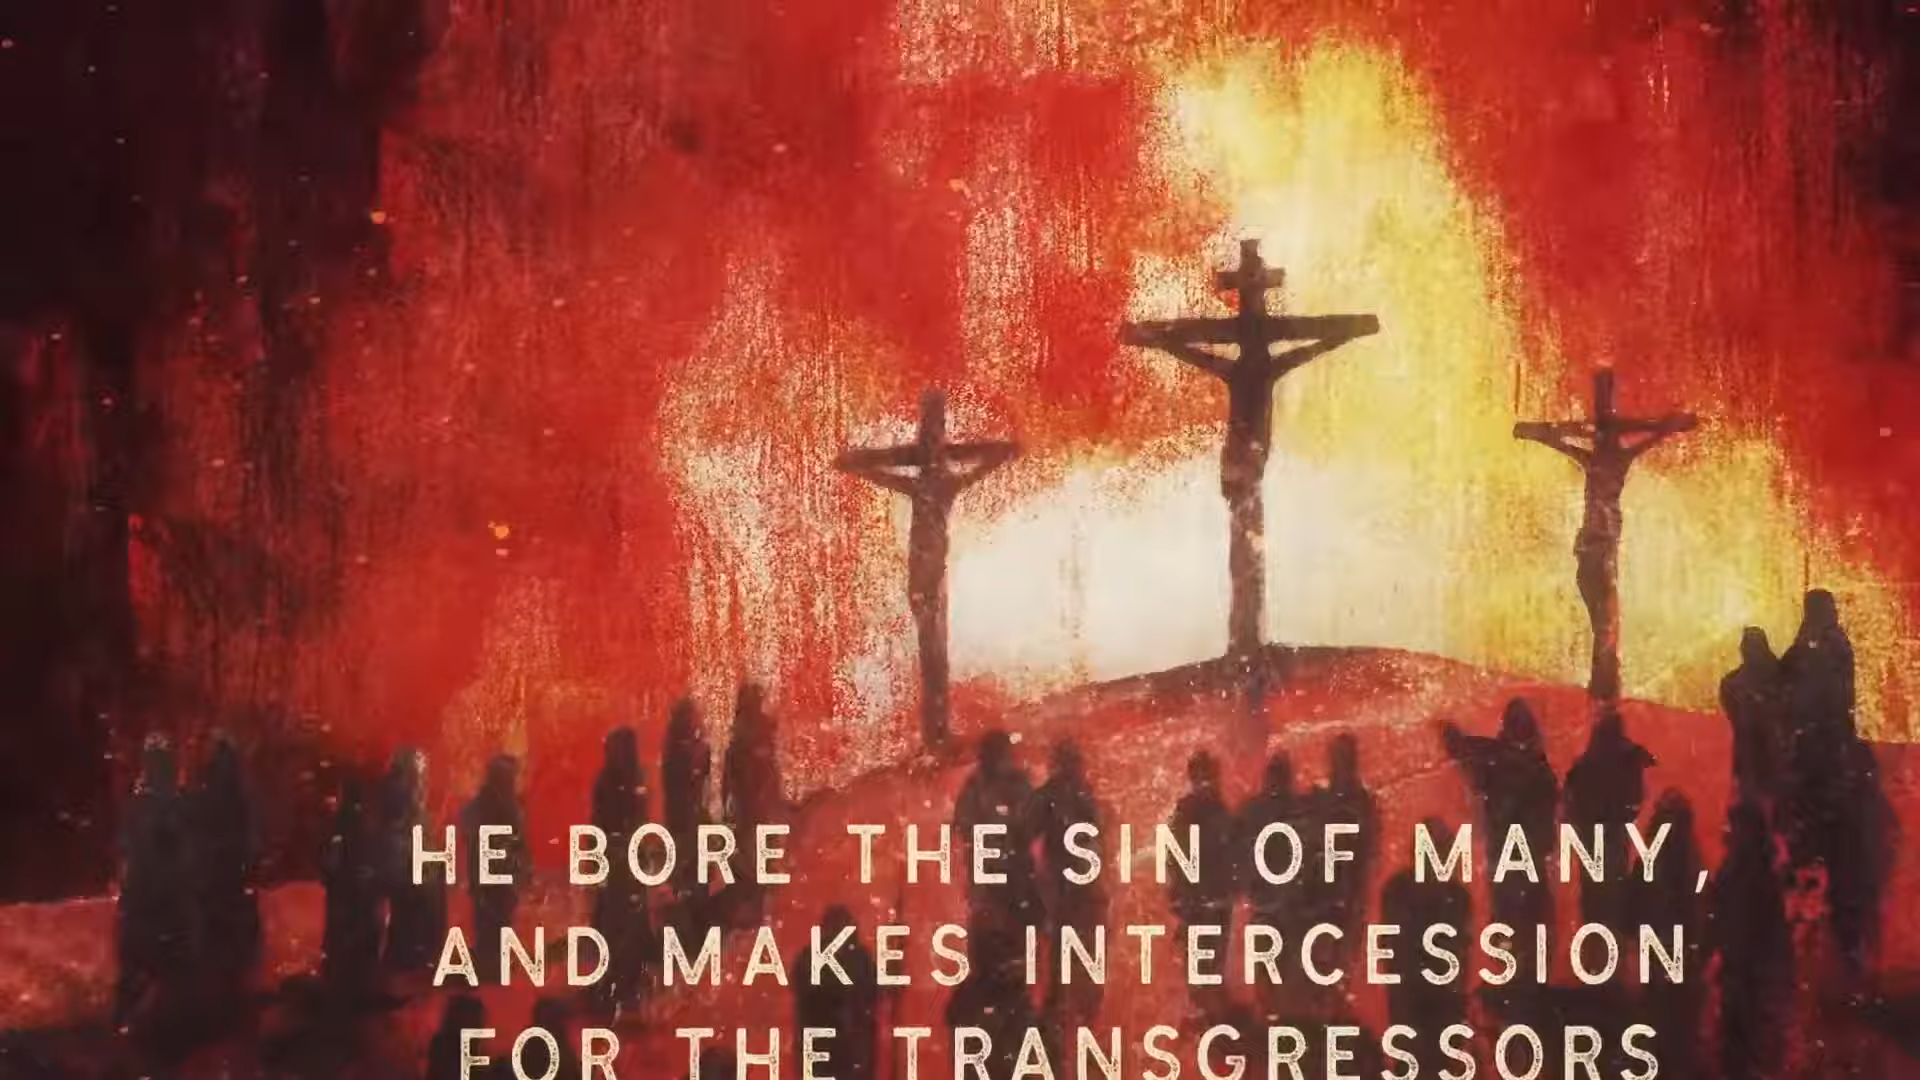 HE BORE THE SIN OF MANY,
AND MAKES INTERCESSION
FOR THE TRANSGRESSORS